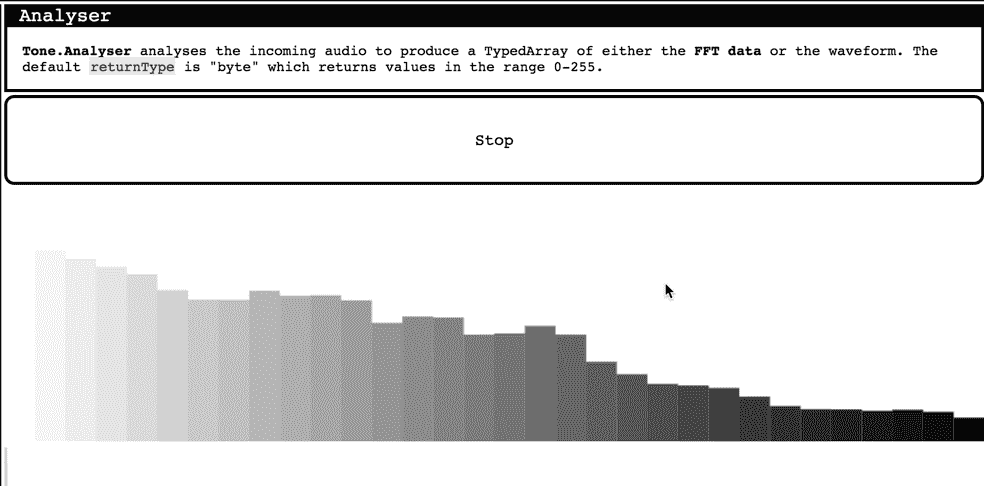 Analyser
Tone.Analyser analyses the incoming audio to produce a TypedArray of either the FFT data or the waveform. The
default returnType is "byte" which returns values in the range 0-255.
Stop